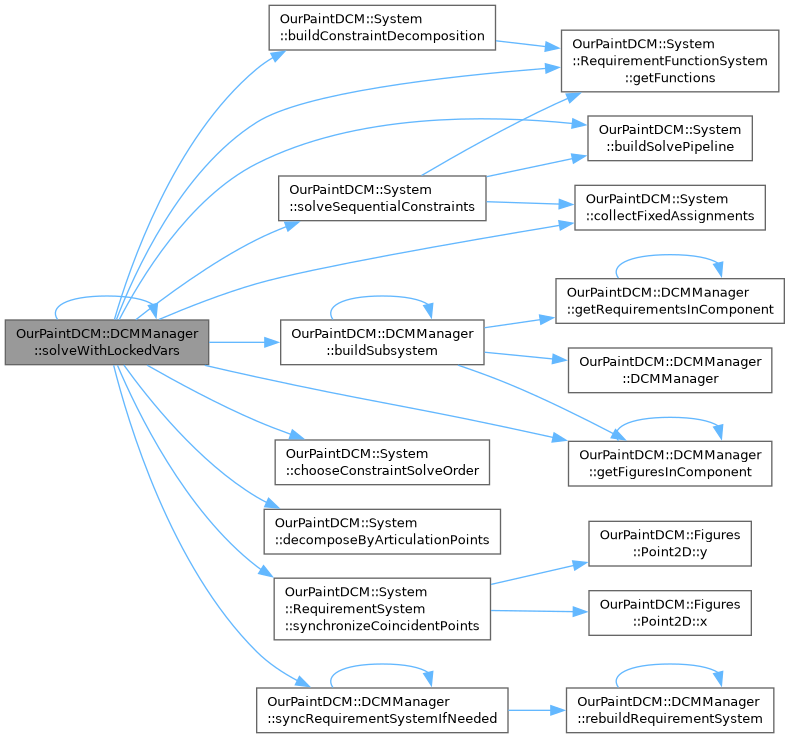 OurPaintDCM::DCMManager
::solveWithLockedVars
OurPaintDCM::System
::buildConstraintDecomposition
OurPaintDCM::System
::RequirementFunctionSystem
::getFunctions
OurPaintDCM::System
::buildSolvePipeline
OurPaintDCM::System
::solveSequentialConstraints
OurPaintDCM::System
::collectFixedAssignments
OurPaintDCM::DCMManager
::buildSubsystem
OurPaintDCM::DCMManager
::getRequirementsInComponent
OurPaintDCM::DCMManager
::DCMManager
OurPaintDCM::DCMManager
::getFiguresInComponent
OurPaintDCM::System
::chooseConstraintSolveOrder
OurPaintDCM::System
::decomposeByArticulationPoints
OurPaintDCM::System
::RequirementSystem
::synchronizeCoincidentPoints
OurPaintDCM::Figures
::Point2D::y
OurPaintDCM::Figures
::Point2D::x
OurPaintDCM::DCMManager
::syncRequirementSystemIfNeeded
OurPaintDCM::DCMManager
::rebuildRequirementSystem